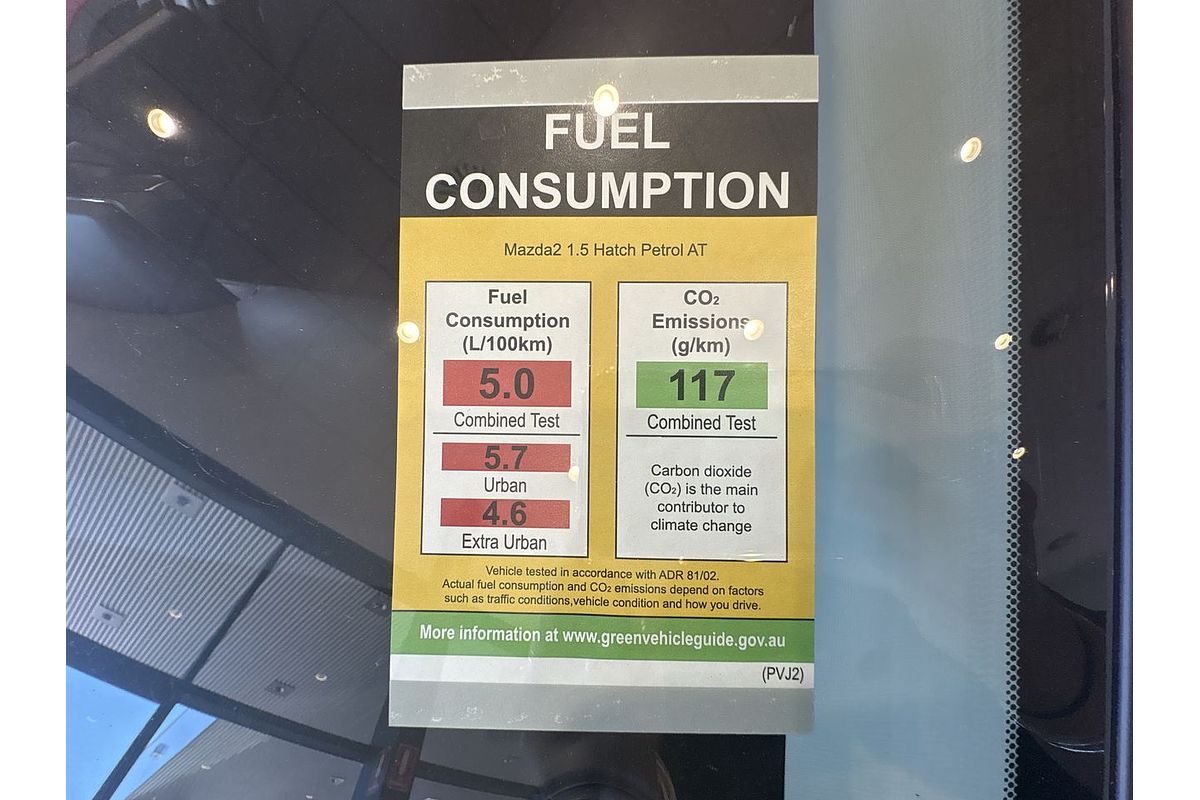 FUEL
CONSUMPTION
Mazda2 1.5 Hatch Petrol AT
Fuel
Consumption
(L/100km)
5.0
Combined Test
5.7
Urban
4.6
Extra Urban
CO₂
Emissions
(g/km)
117
Combined Test
Carbon dioxide
(CO₂) is the main
contributor to
climate change
Vehicle tested in accordance with ADR 81/02.
Actual fuel consumption and CO₂ emissions depend on factors
such as traffic conditions,vehicle condition and how you drive.
More information at www.greenvehicleguide.gov.au
(PVJ2)